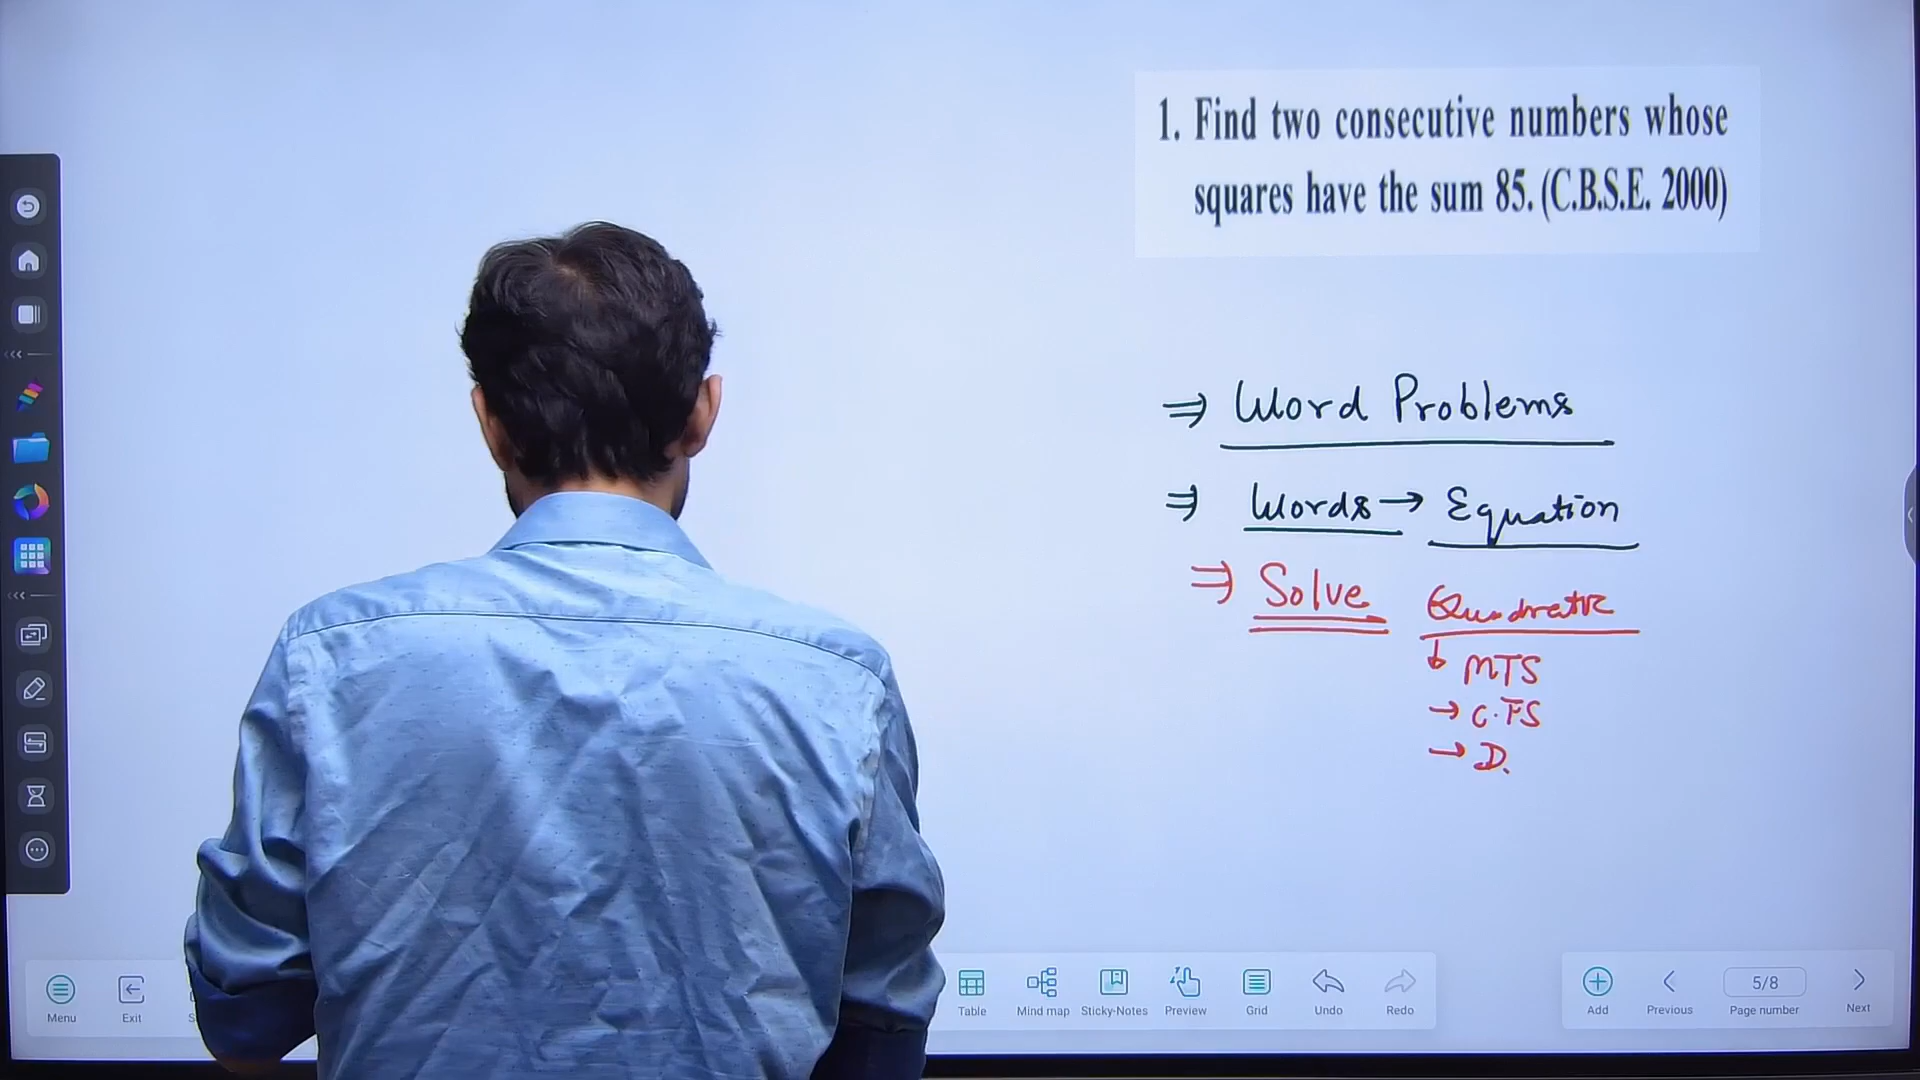 1. Find two consecutive numbers whose
squares have the sum 85. (C.B.S.E. 2000)
⇒ Word Problems
⇒ Words → Equation
⇒ Solve Quadratic
↳ MTS
→ C.FS
→ D.
Menu
Exit
Table
Mind map
Sticky-Notes
Preview
Grid
Undo
Redo
Add
Previous
5/8
Page number
Next